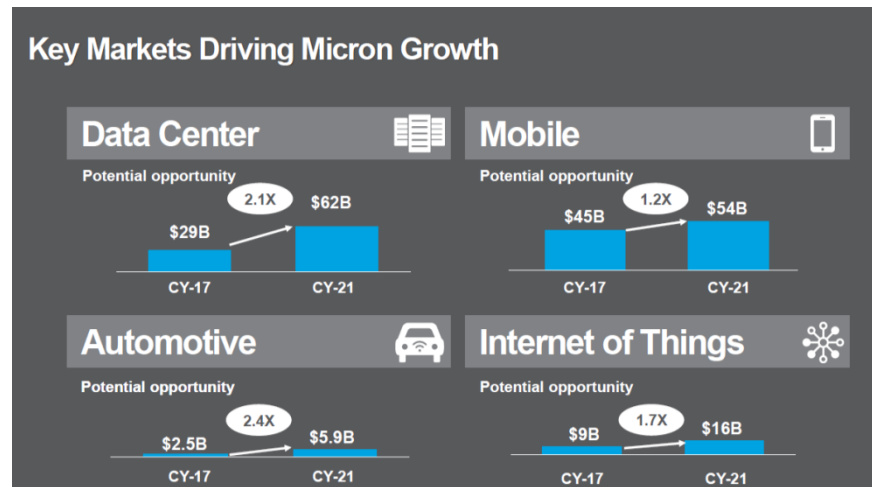 Key Markets Driving Micron Growth
Data Center
Potential opportunity
2.1X
$62B
$29B
CY-17 CY-21
Mobile
Potential opportunity
1.2X
$54B
$45B
CY-17 CY-21
Automotive
Potential opportunity
2.4X
$5.9B
$2.5B
CY-17 CY-21
Internet of Things
Potential opportunity
1.7X
$16B
$9B
CY-17 CY-21